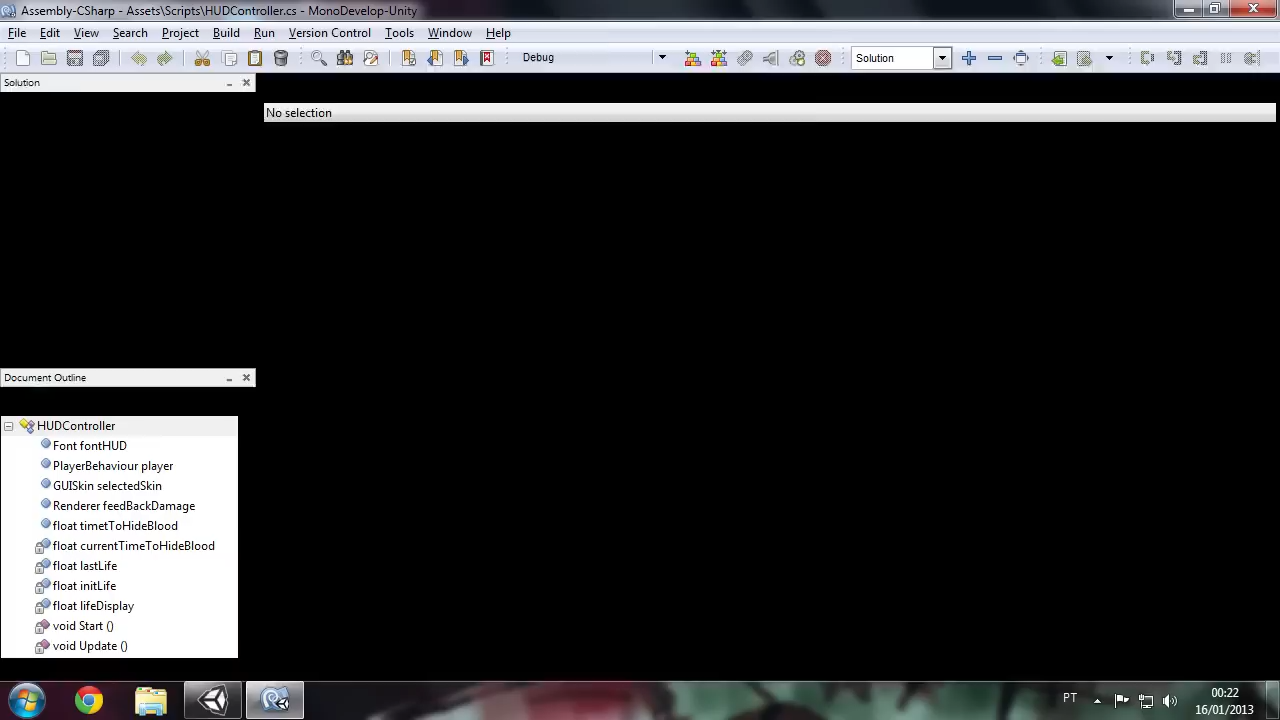 Assembly-CSharp - Assets\Scripts\HUDController.cs - MonoDevelop-Unity
File Edit View Search Project Build Run Version Control Tools Window Help
Debug
Solution
Solution
No selection
Document Outline
HUDController
Font fontHUD
PlayerBehaviour player
GUISkin selectedSkin
Renderer feedBackDamage
float timetToHideBlood
float currentTimeToHideBlood
float lastLife
float initLife
float lifeDisplay
void Start ()
void Update ()
PT
00:22
16/01/2013